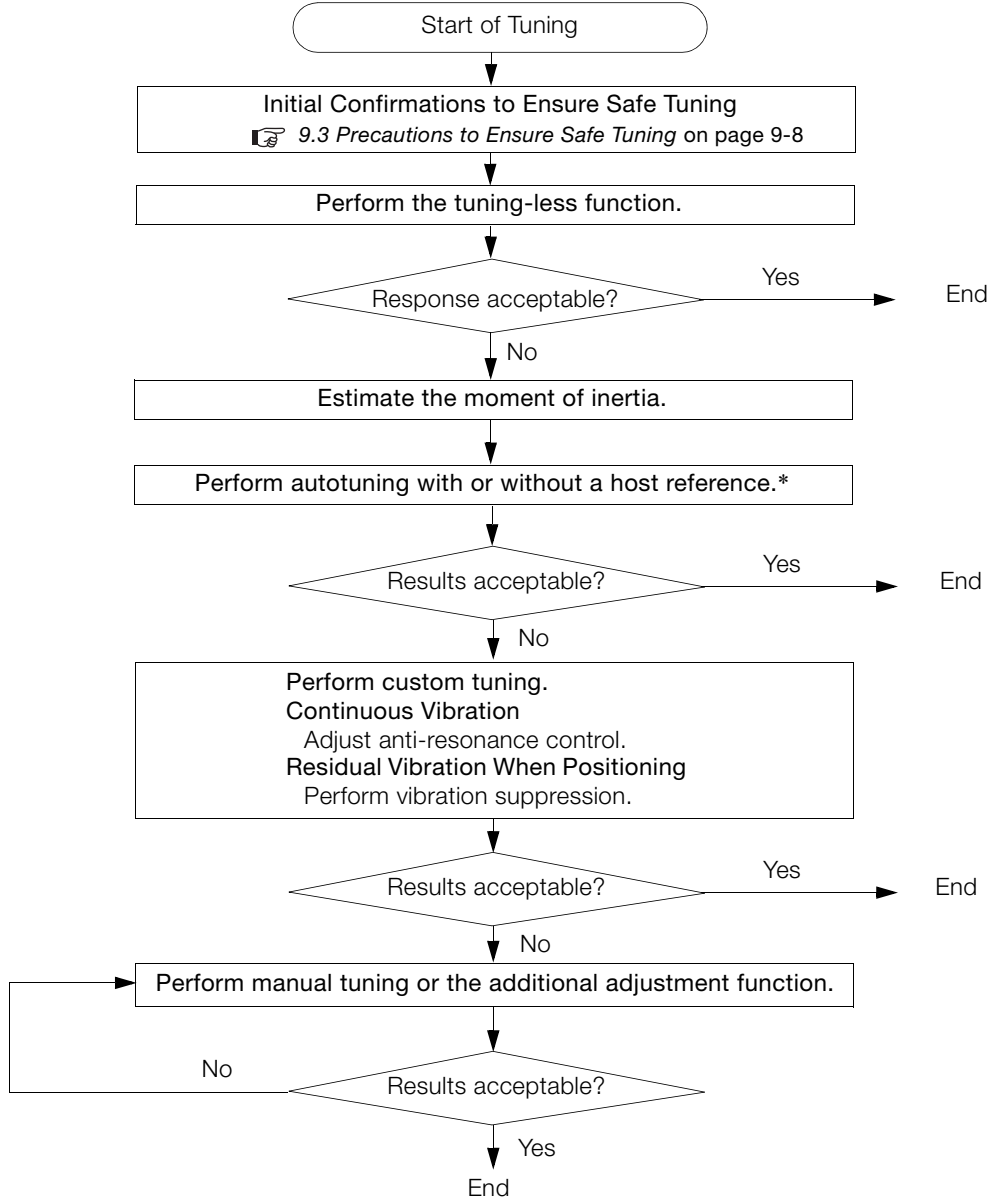 Start of Tuning
Initial Confirmations to Ensure Safe Tuning
9.3 Precautions to Ensure Safe Tuning on page 9-8
Perform the tuning-less function.
Response acceptable?
Yes
End
No
Estimate the moment of inertia.
Perform autotuning with or without a host reference.*
Results acceptable?
Yes
End
No
Perform custom tuning.
Continuous Vibration
Adjust anti-resonance control.
Residual Vibration When Positioning
Perform vibration suppression.
Results acceptable?
Yes
End
No
Perform manual tuning or the additional adjustment function.
No
Results acceptable?
Yes
End